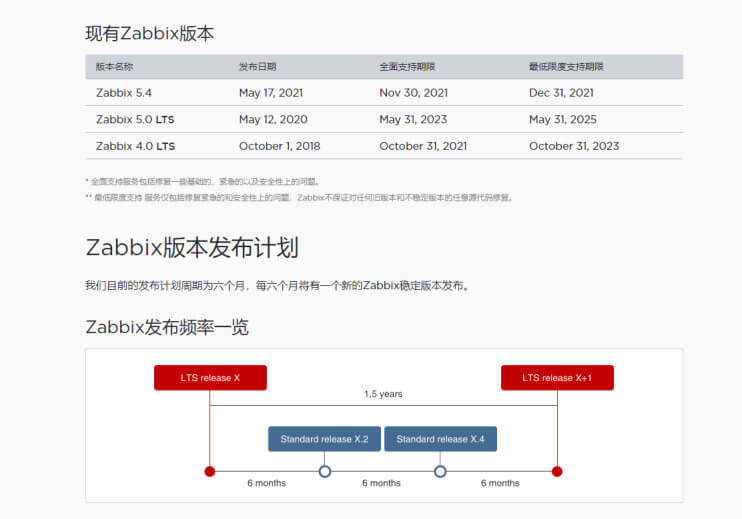 现有Zabbix版本
版本名称 发布日期 全面支持期限 最低限度支持期限
Zabbix 5.4 May 17, 2021 Nov 30, 2021 Dec 31, 2021
Zabbix 5.0 LTS May 12, 2020 May 31, 2023 May 31, 2025
Zabbix 4.0 LTS October 1, 2018 October 31, 2021 October 31, 2023
* 全面支持服务包括修复一些基础的、紧急的以及安全性上的问题。
** 最低限度支持 服务仅包括修复紧急的和安全性上的问题，Zabbix不保证对任何旧版本和不稳定版本的任意源代码修复。
Zabbix版本发布计划
我们目前的发布计划周期为六个月，每六个月将有一个新的Zabbix稳定版本发布。
Zabbix发布频率一览
LTS release X LTS release X+1
1,5 years
Standard release X.2 Standard release X.4
6 months 6 months 6 months